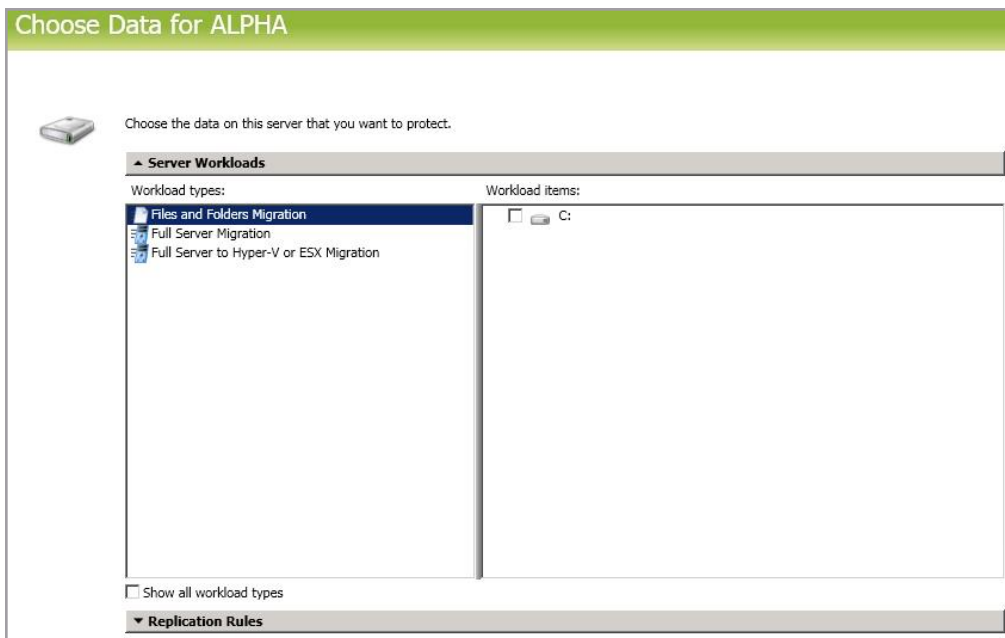 Choose Data for ALPHA
Choose the data on this server that you want to protect.
Server Workloads
Workload types:
Workload items:
Files and Folders Migration
C:
Full Server Migration
Full Server to Hyper-V or ESX Migration
Show all workload types
Replication Rules